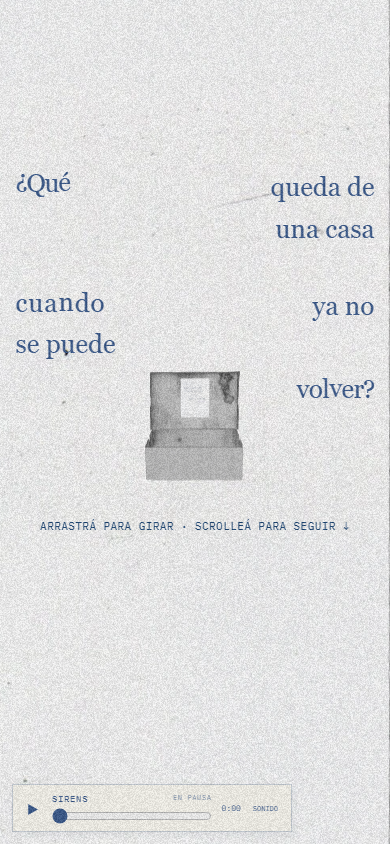 ¿Qué
queda de
una casa
cuando
se puede
ya no
volver?
ARRASTRÁ PARA GIRAR · SCROLLEÁ PARA SEGUIR ↓
SIRENS
EN PAUSA
0:00
SONIDO